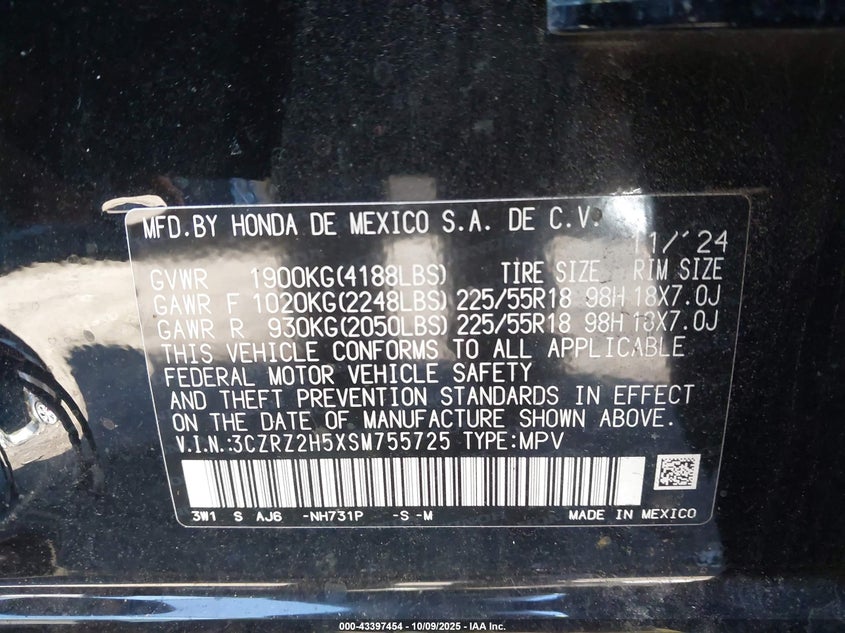 MFD.BY HONDA DE MEXICO S.A. DE C.V. 11/'24
GVWR 1900KG(4188LBS) TIRE SIZE RIM SIZE
GAWR F 1020KG(2248LBS) 225/55R18 98H 18X7.0J
GAWR R 930KG(2050LBS) 225/55R18 98H 18X7.0J
THIS VEHICLE CONFORMS TO ALL APPLICABLE
FEDERAL MOTOR VEHICLE SAFETY
AND THEFT PREVENTION STANDARDS IN EFFECT
ON THE DATE OF MANUFACTURE SHOWN ABOVE.
V.I.N.:3CZRZ2H5XSM755725 TYPE:MPV
3W1 S AJ6 -NH731P -S -M MADE IN MEXICO
000-43397454 - 10/09/2025 - IAA Inc.